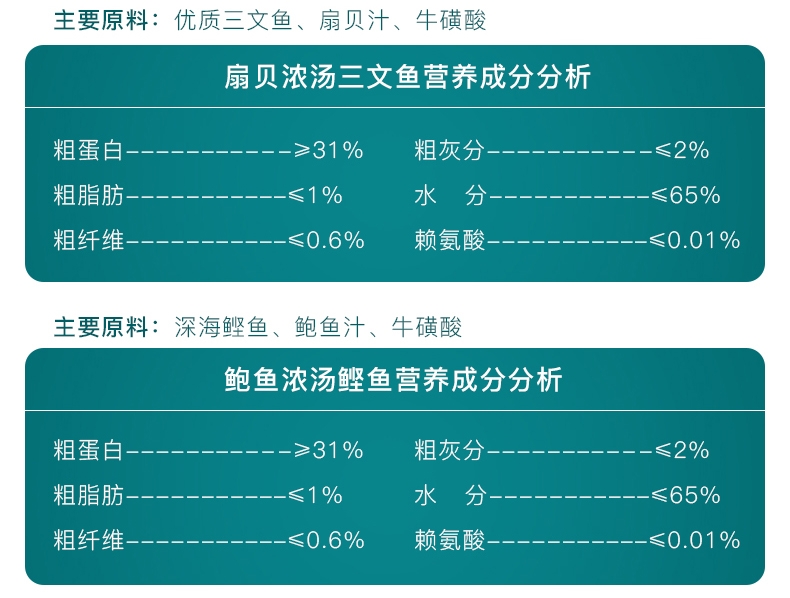 主要原料：优质三文鱼、扇贝汁、牛磺酸
扇贝浓汤三文鱼营养成分分析
粗蛋白-----------≥31% 粗灰分-----------≤2%
粗脂肪-----------≤1% 水 分-----------≤65%
粗纤维-----------≤0.6% 赖氨酸-----------≤0.01%
主要原料：深海鲣鱼、鲍鱼汁、牛磺酸
鲍鱼浓汤鲣鱼营养成分分析
粗蛋白-----------≥31% 粗灰分-----------≤2%
粗脂肪-----------≤1% 水 分-----------≤65%
粗纤维-----------≤0.6% 赖氨酸-----------≤0.01%